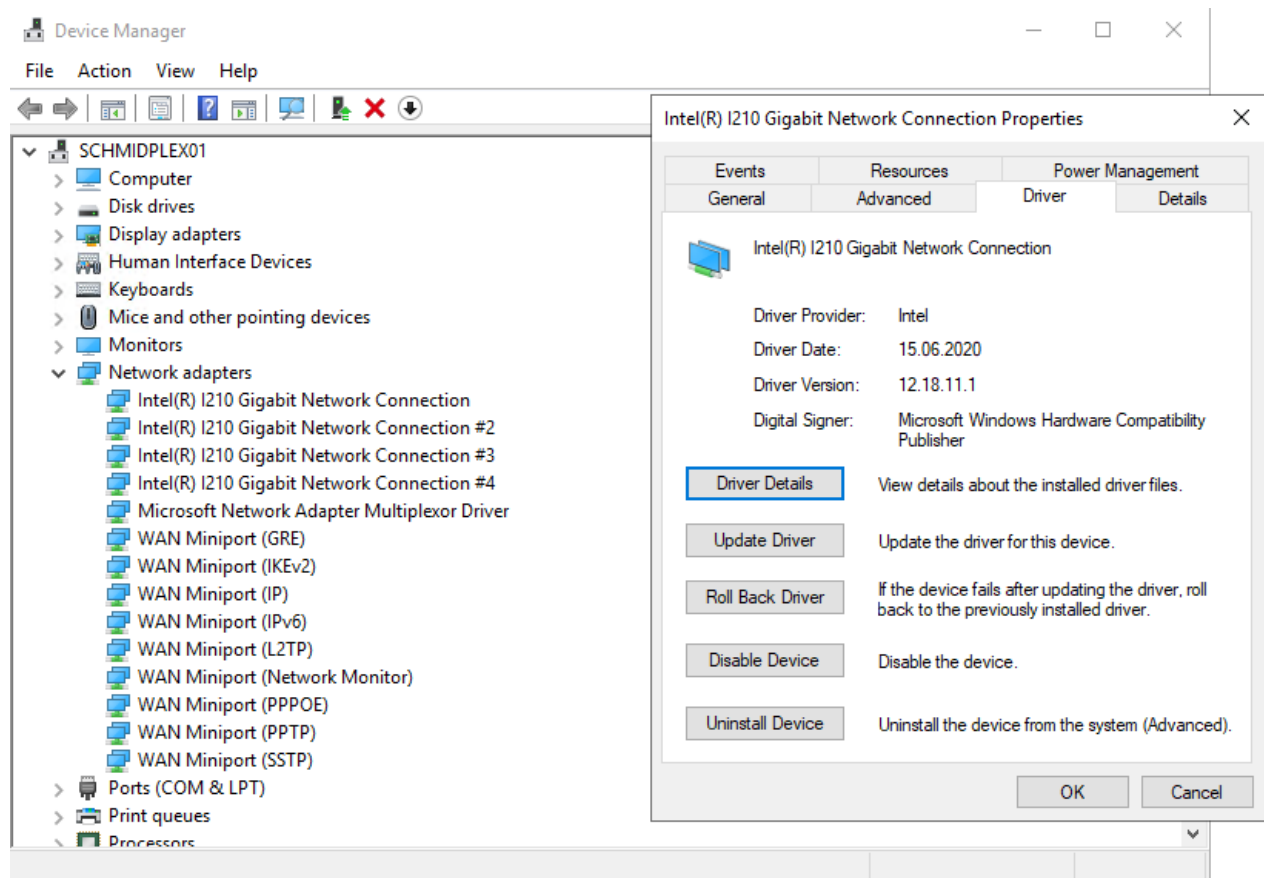 Device Manager
File Action View Help
SCHMIDPLEX01
Computer
Disk drives
Display adapters
Human Interface Devices
Keyboards
Mice and other pointing devices
Monitors
Network adapters
Intel(R) I210 Gigabit Network Connection
Intel(R) I210 Gigabit Network Connection #2
Intel(R) I210 Gigabit Network Connection #3
Intel(R) I210 Gigabit Network Connection #4
Microsoft Network Adapter Multiplexor Driver
WAN Miniport (GRE)
WAN Miniport (IKEv2)
WAN Miniport (IP)
WAN Miniport (IPv6)
WAN Miniport (L2TP)
WAN Miniport (Network Monitor)
WAN Miniport (PPPOE)
WAN Miniport (PPTP)
WAN Miniport (SSTP)
Ports (COM & LPT)
Print queues
Processors
Intel(R) I210 Gigabit Network Connection Properties
Events Resources Power Management
General Advanced Driver Details
Intel(R) I210 Gigabit Network Connection
Driver Provider: Intel
Driver Date: 15.06.2020
Driver Version: 12.18.11.1
Digital Signer: Microsoft Windows Hardware Compatibility
Publisher
Driver Details View details about the installed driver files.
Update Driver Update the driver for this device.
Roll Back Driver If the device fails after updating the driver, roll
back to the previously installed driver.
Disable Device Disable the device.
Uninstall Device Uninstall the device from the system (Advanced).
OK Cancel